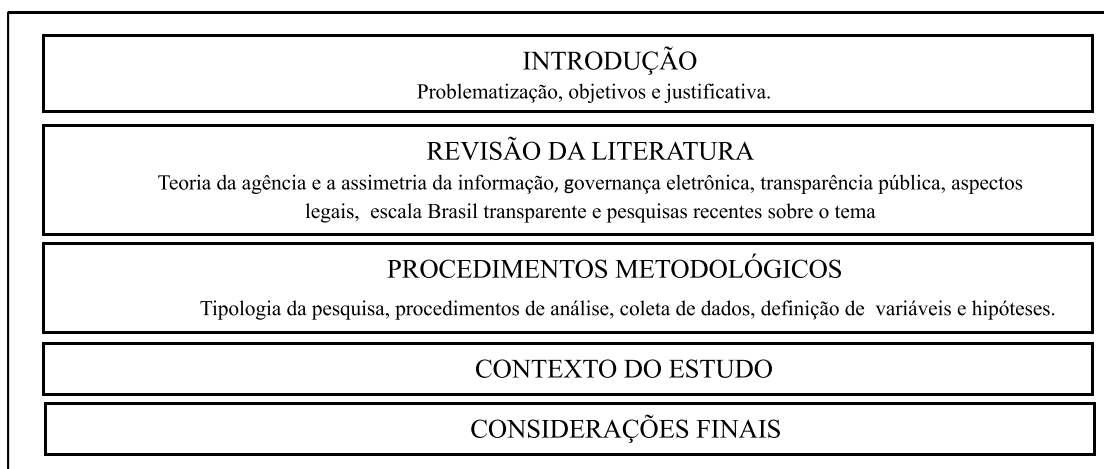 INTRODUÇÃO
Problematização, objetivos e justificativa.
REVISÃO DA LITERATURA
Teoria da agência e a assimetria da informação, governança eletrônica, transparência pública, aspectos
legais, escala Brasil transparente e pesquisas recentes sobre o tema
PROCEDIMENTOS METODOLÓGICOS
Tipologia da pesquisa, procedimentos de análise, coleta de dados, definição de variáveis e hipóteses.
CONTEXTO DO ESTUDO
CONSIDERAÇÕES FINAIS